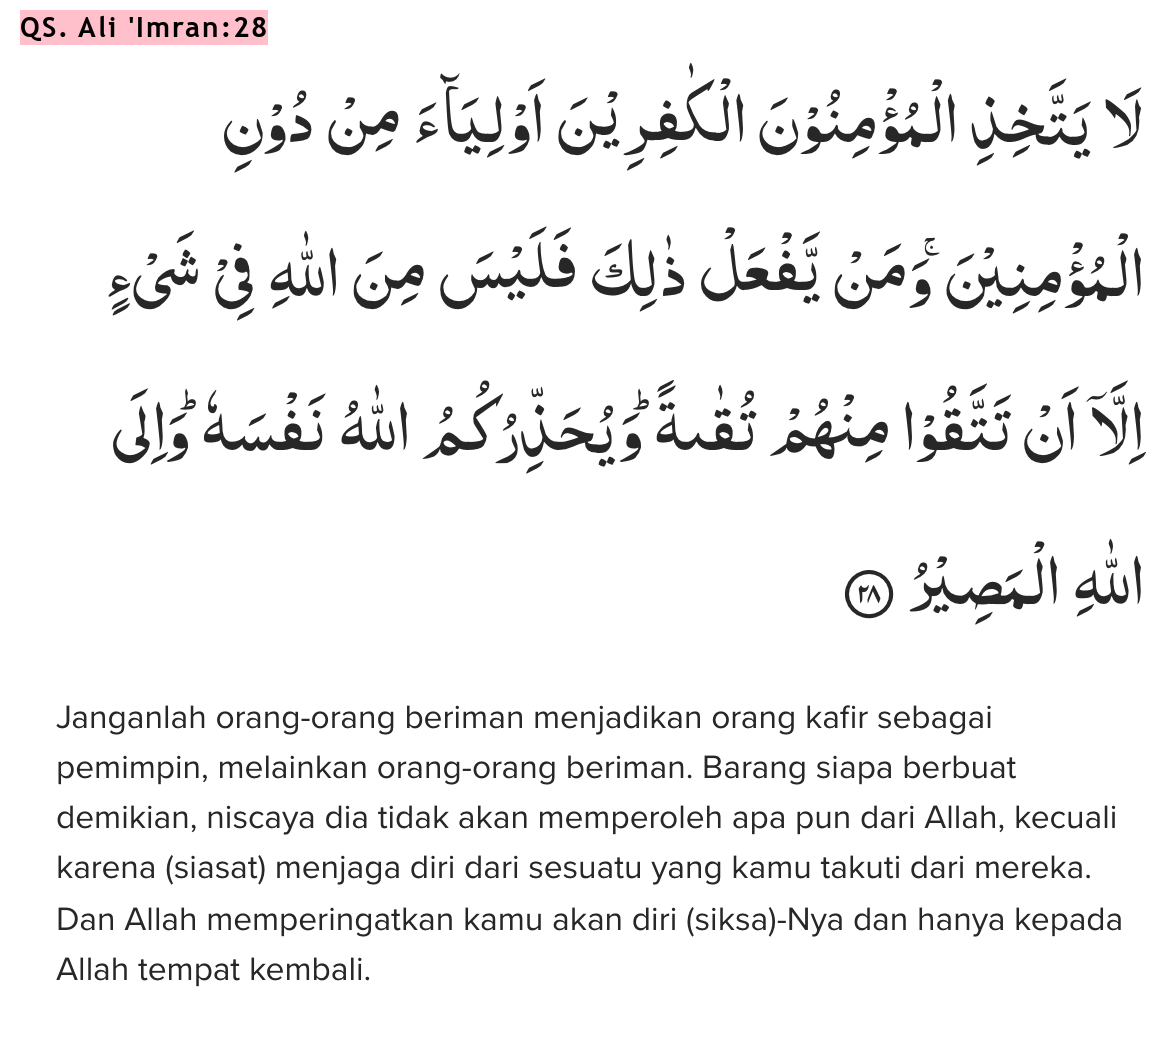 QS. Ali 'Imran:28
لَا يَتَّخِذِ الْمُؤْمِنُوْنَ الْكٰفِرِيْنَ اَوْلِيَاۤءَ مِنْ دُوْنِ
الْمُؤْمِنِيْنَۚ وَمَنْ يَّفْعَلْ ذٰلِكَ فَلَيْسَ مِنَ اللّٰهِ فِيْ شَيْءٍ
اِلَّآ اَنْ تَتَّقُوْا مِنْهُمْ تُقٰىةً ۗ وَيُحَذِّرُكُمُ اللّٰهُ نَفْسَهٗ ۗ وَاِلَى
اللّٰهِ الْمَصِيْرُ ٢٨
Janganlah orang-orang beriman menjadikan orang kafir sebagai
pemimpin, melainkan orang-orang beriman. Barang siapa berbuat
demikian, niscaya dia tidak akan memperoleh apa pun dari Allah, kecuali
karena (siasat) menjaga diri dari sesuatu yang kamu takuti dari mereka.
Dan Allah memperingatkan kamu akan diri (siksa)-Nya dan hanya kepada
Allah tempat kembali.